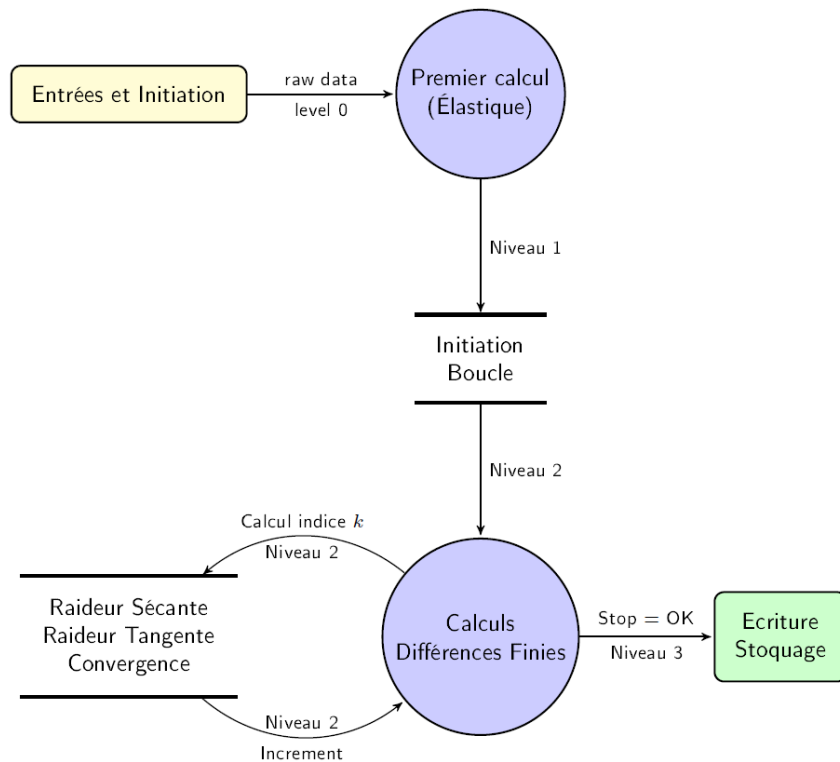 Entrées et Initiation
raw data
level 0
Premier calcul
(Élastique)
Niveau 1
Initiation
Boucle
Niveau 2
Calcul indice k
Niveau 2
Raideur Sécante
Raideur Tangente
Convergence
Niveau 2
Increment
Calculs
Différences Finies
Stop = OK
Niveau 3
Ecriture
Stoquage